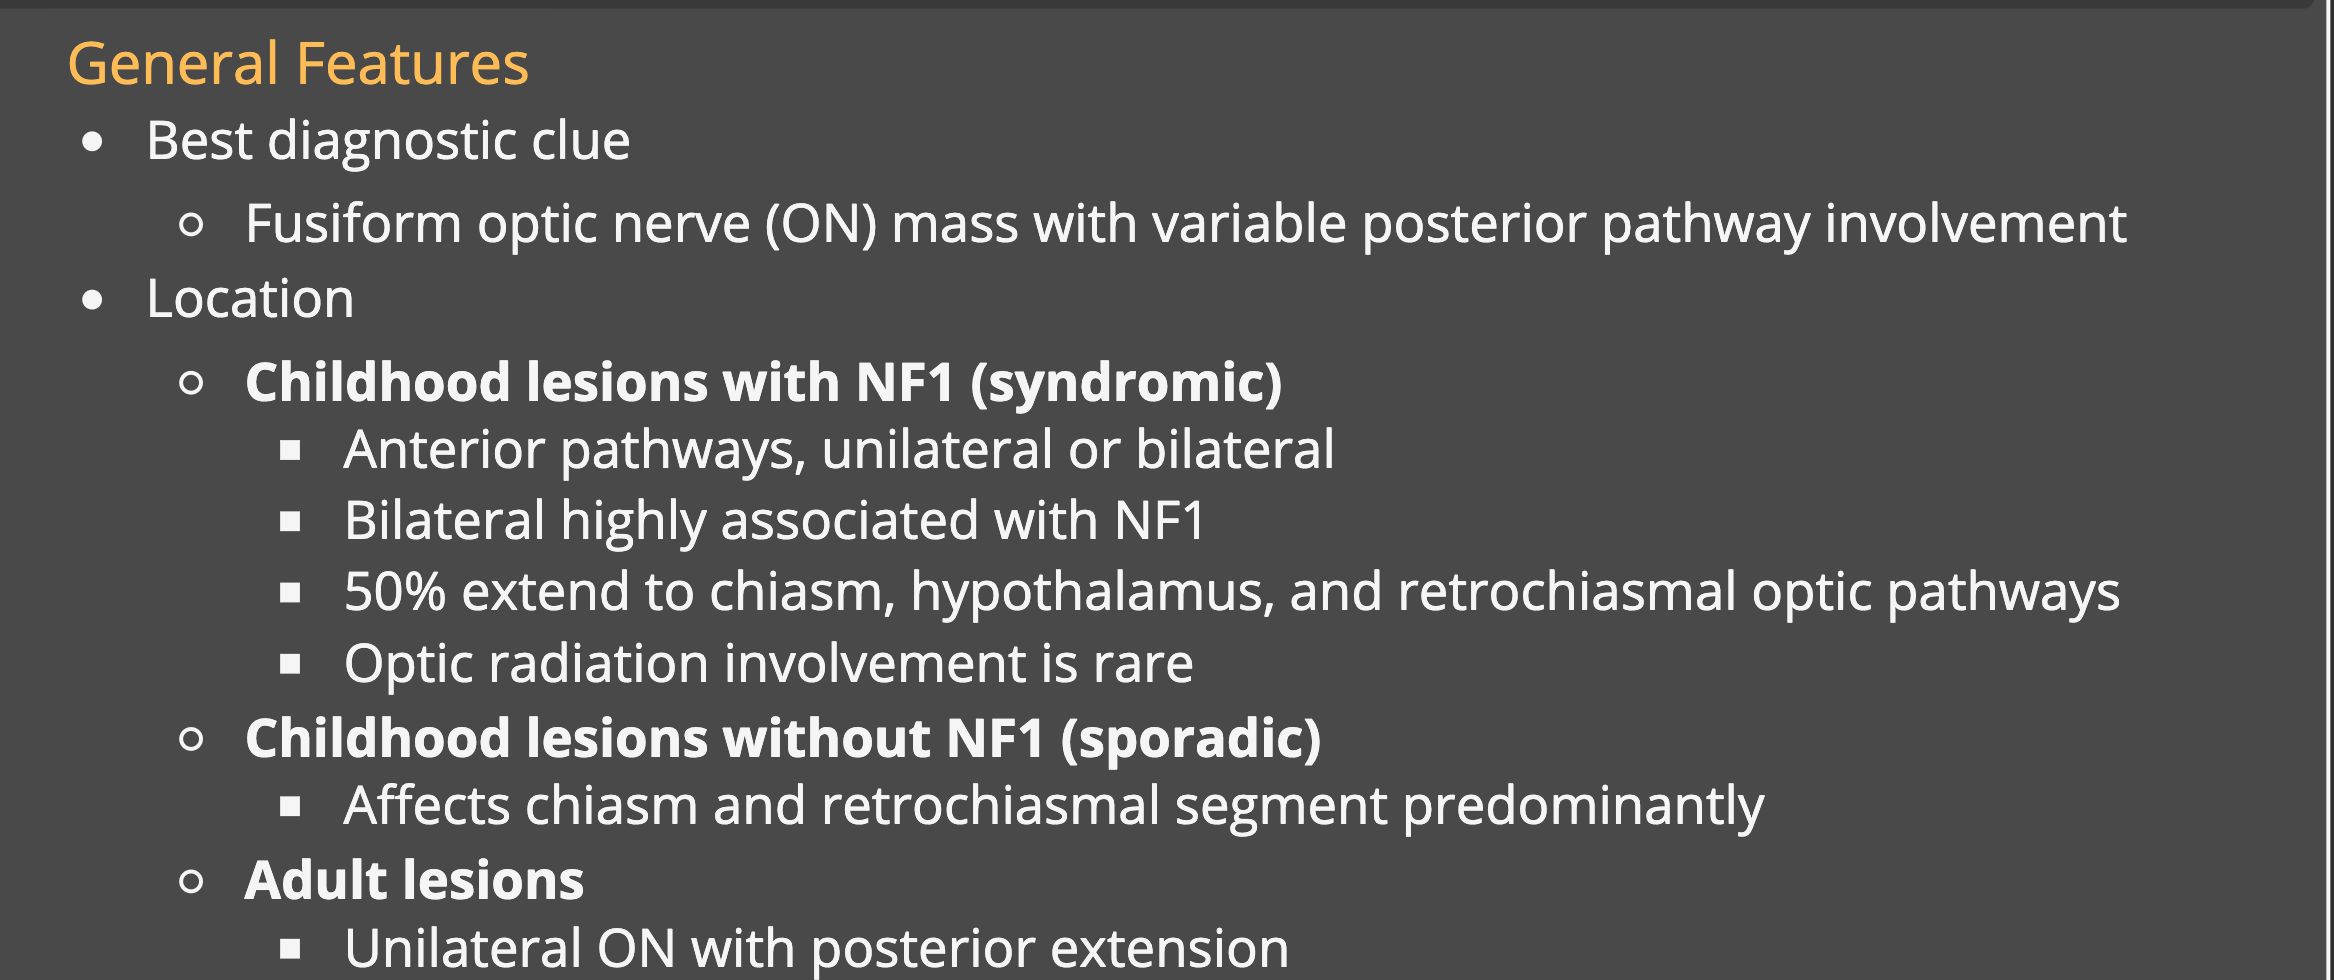 General Features
Best diagnostic clue
Fusiform optic nerve (ON) mass with variable posterior pathway involvement
Location
Childhood lesions with NF1 (syndromic)
Anterior pathways, unilateral or bilateral
Bilateral highly associated with NF1
50% extend to chiasm, hypothalamus, and retrochiasmal optic pathways
Optic radiation involvement is rare
Childhood lesions without NF1 (sporadic)
Affects chiasm and retrochiasmal segment predominantly
Adult lesions
Unilateral ON with posterior extension